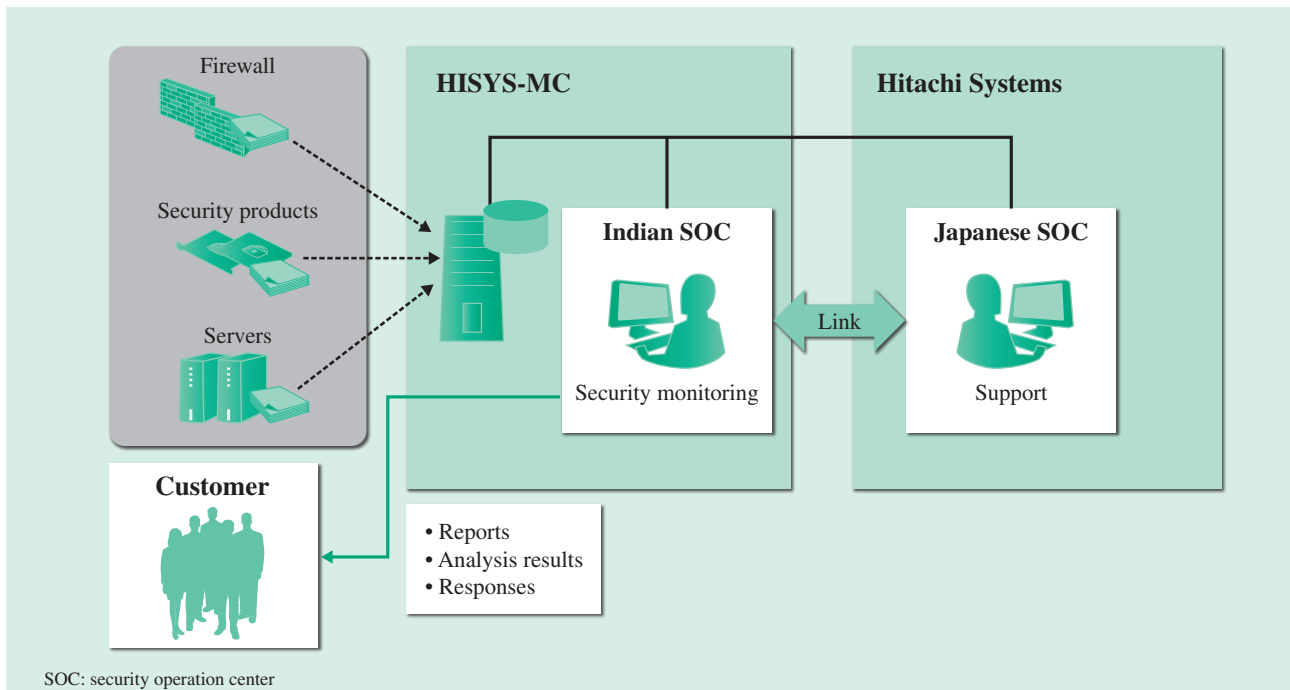 Firewall
Security products
Servers
HISYS-MC
Hitachi Systems
Indian SOC
Security monitoring
Link
Japanese SOC
Support
Customer
• Reports
• Analysis results
• Responses
SOC: security operation center